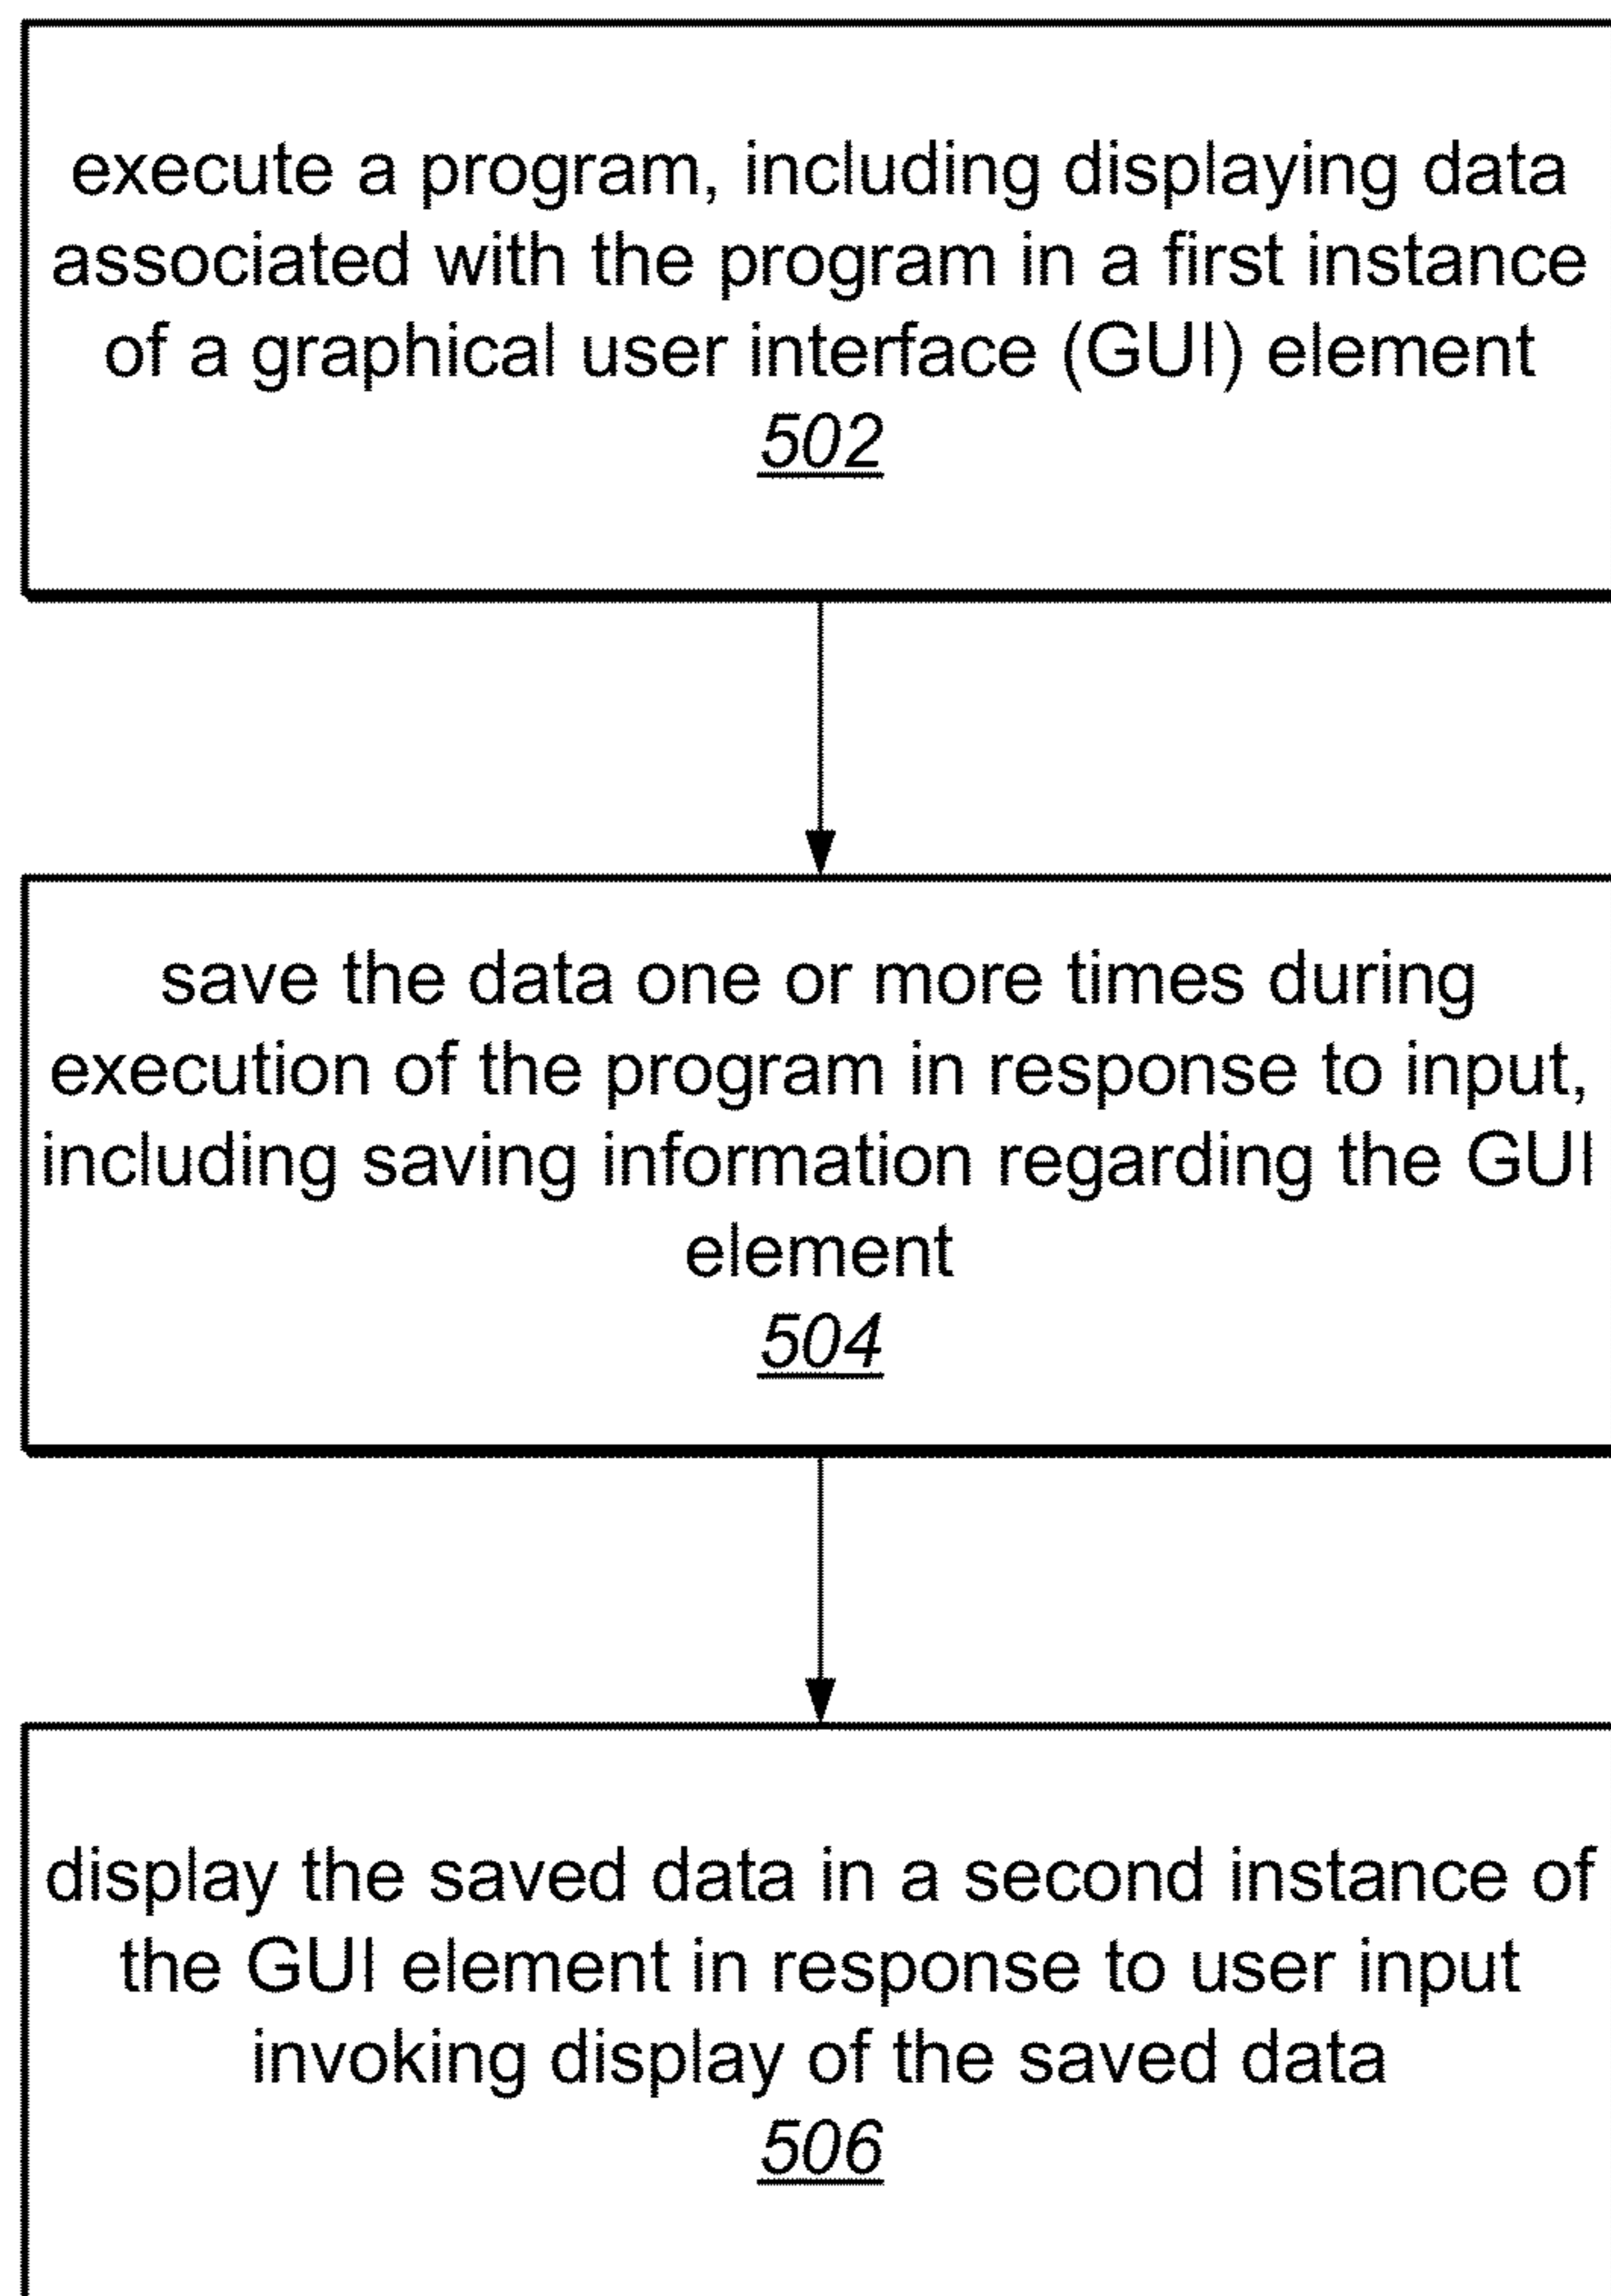 execute a program, including displaying data
associated with the program in a first instance
of a graphical user interface (GUI) element
502
save the data one or more times during
execution of the program in response to input,
including saving information regarding the GUI
element
504
display the saved data in a second instance of
the GUI element in response to user input
invoking display of the saved data
506